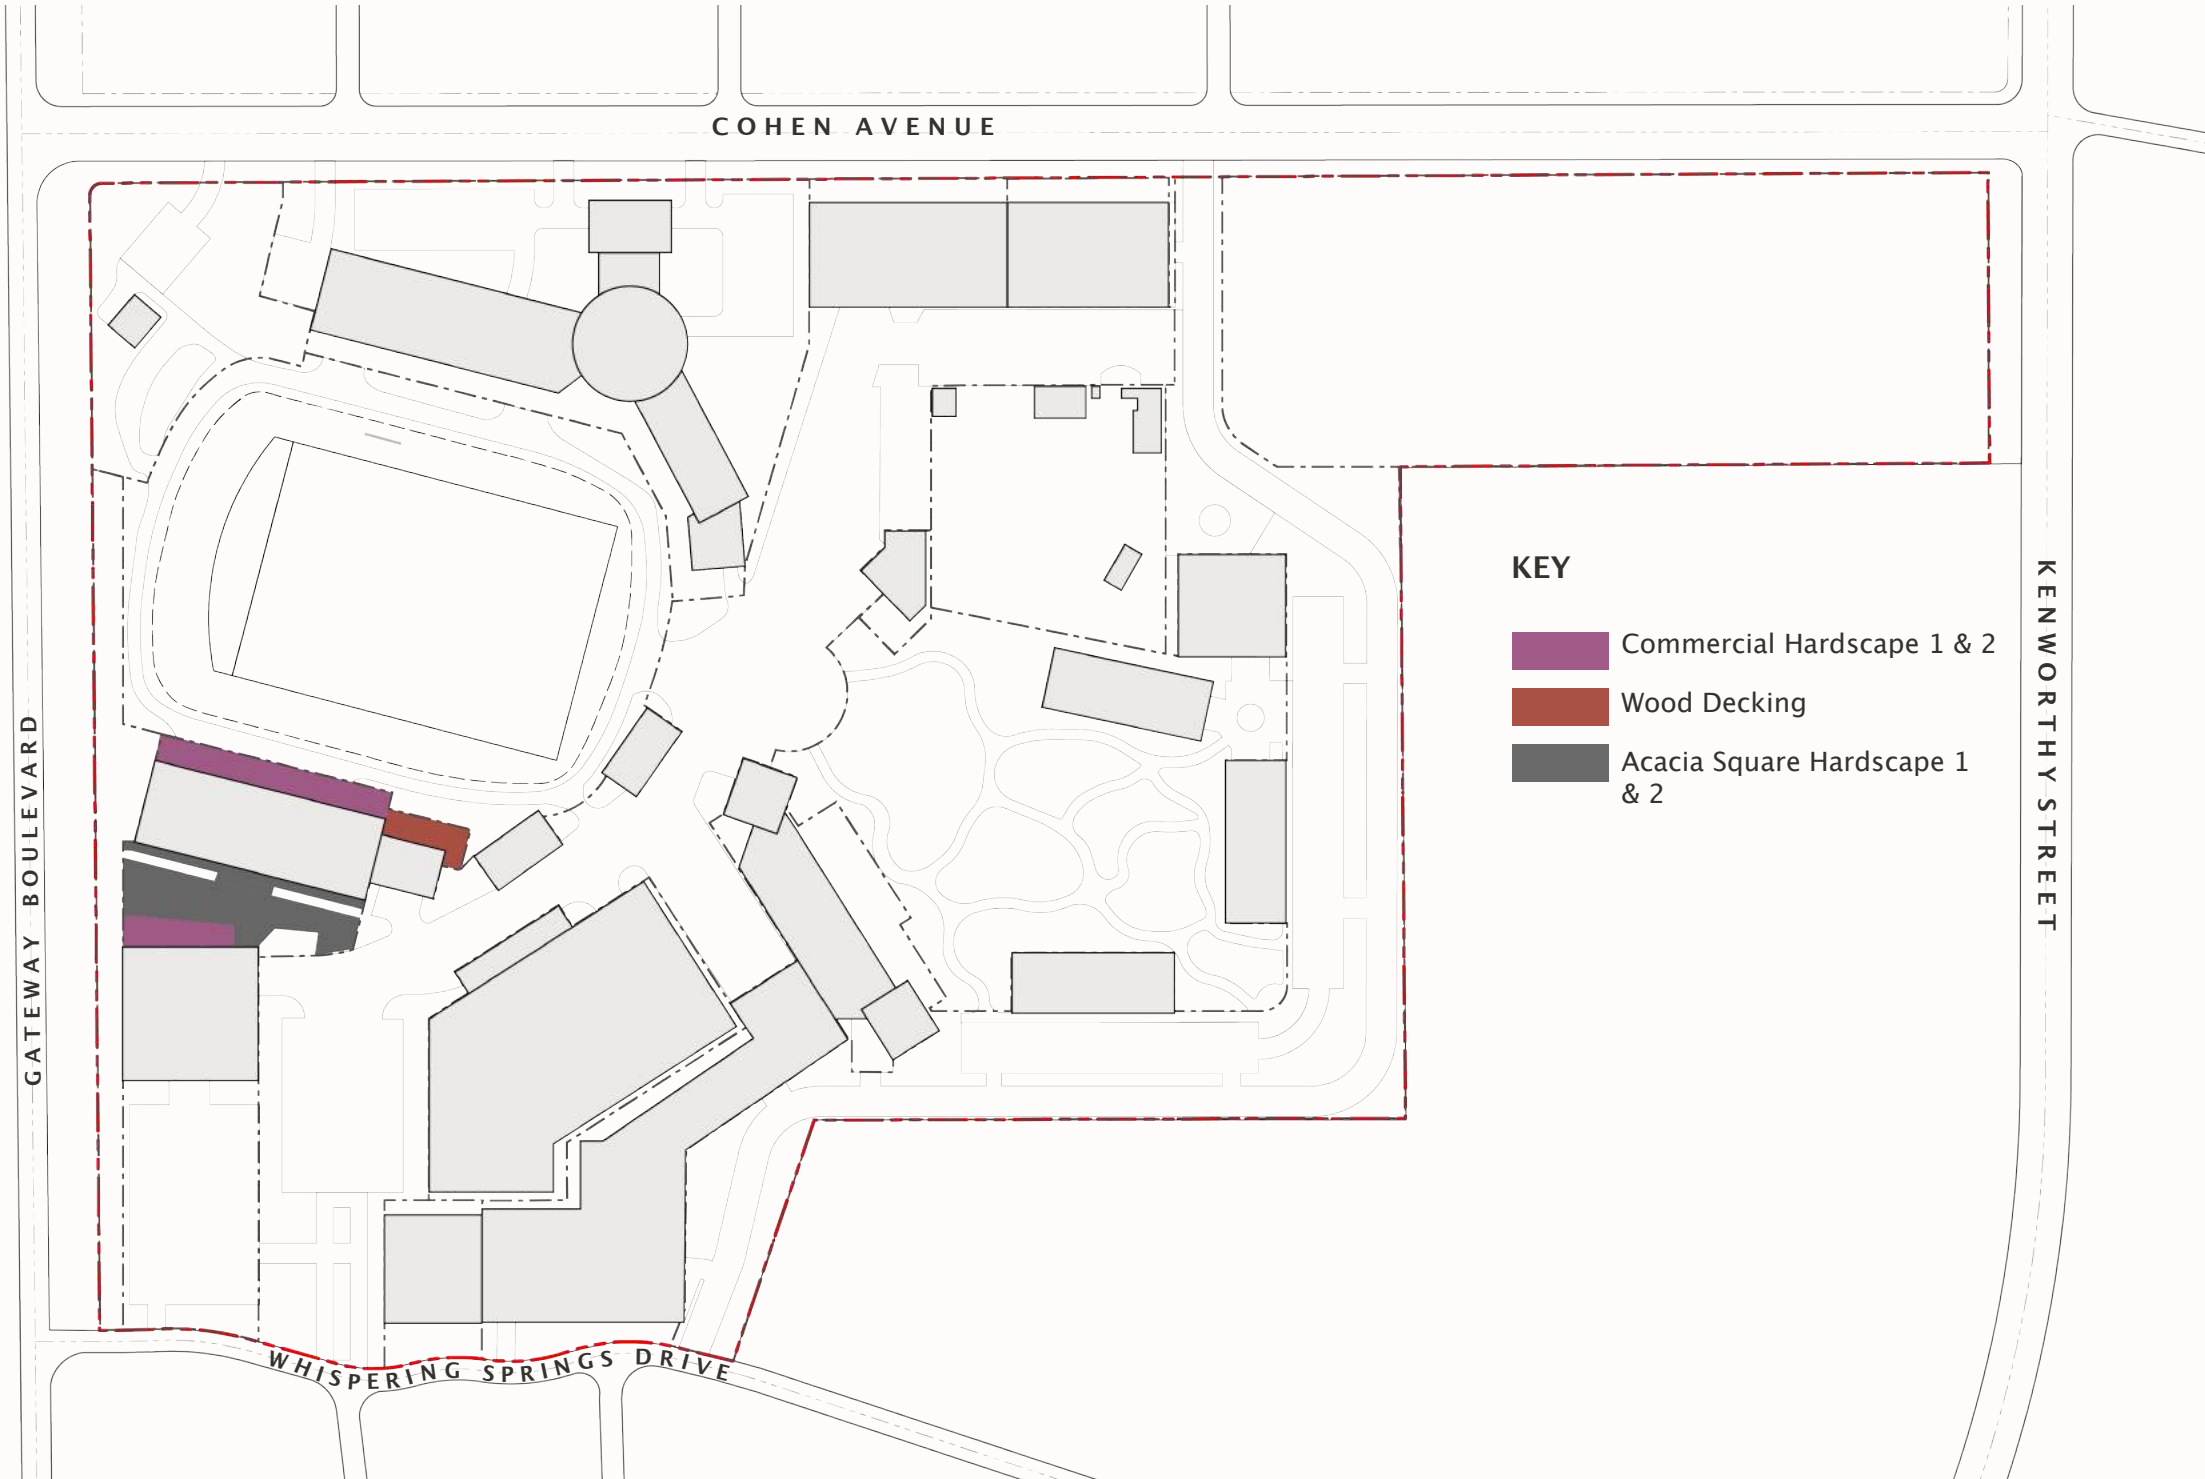 COHEN AVENUE
KEY
Commercial Hardscape 1 & 2
Wood Decking
Acacia Square Hardscape 1
& 2
KENWORTHY STREET
GATEWAY BOULEVARD
WHISPERING SPRINGS DRIVE